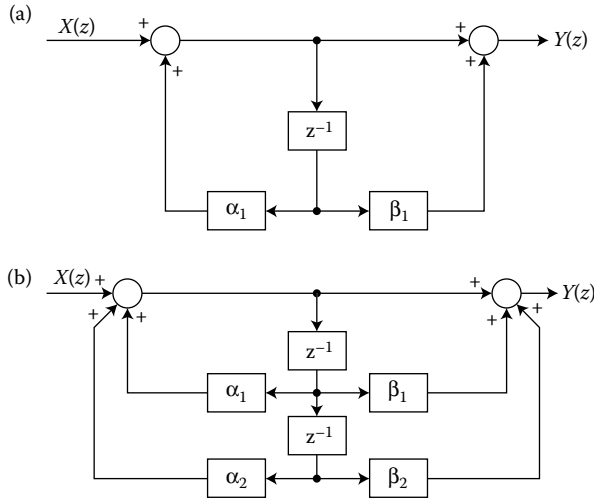 (a)
X(z) + + Y(z)
+ +
z⁻¹
α₁ β₁
(b)
X(z) + + Y(z)
+ + + +
z⁻¹
α₁ β₁
z⁻¹
α₂ β₂